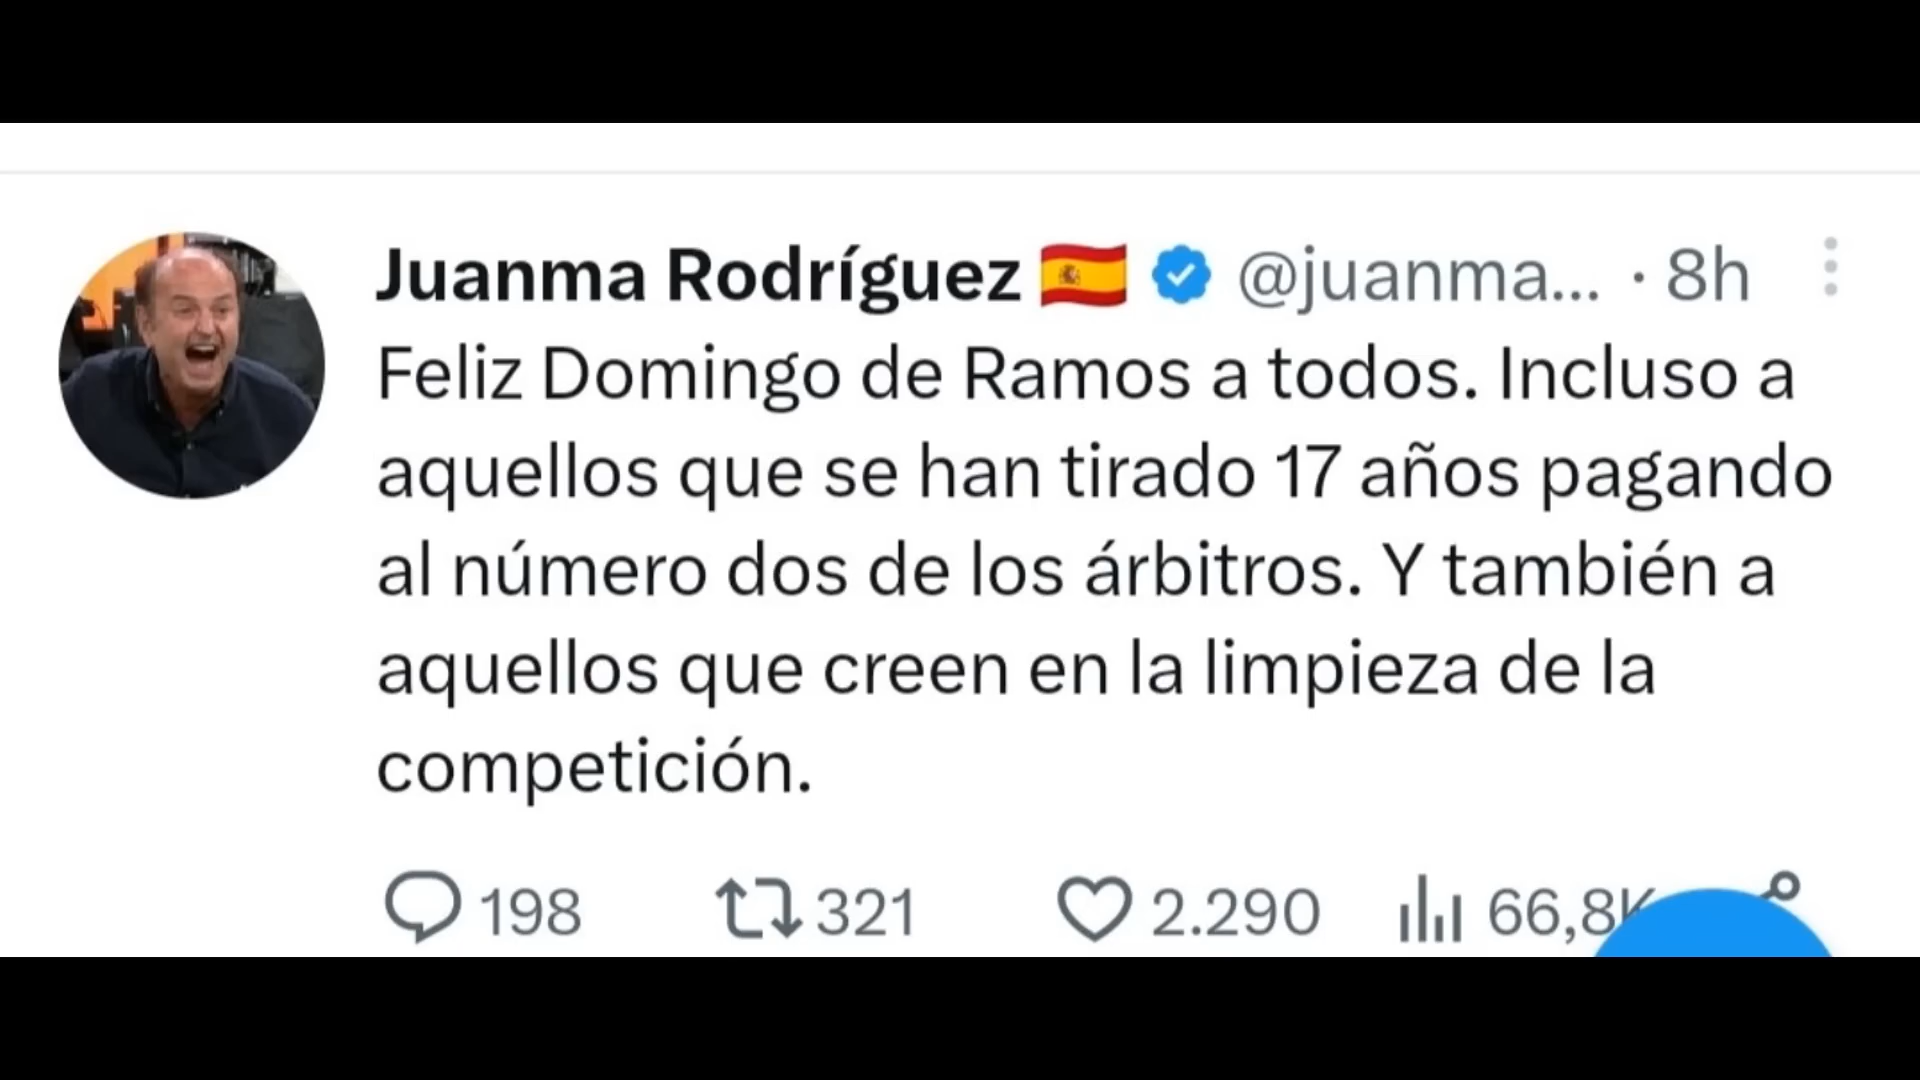 Juanma Rodríguez 🇪🇸 @juanma... · 8h
Feliz Domingo de Ramos a todos. Incluso a
aquellos que se han tirado 17 años pagando
al número dos de los árbitros. Y también a
aquellos que creen en la limpieza de la
competición.
198 321 2.290 66,8K